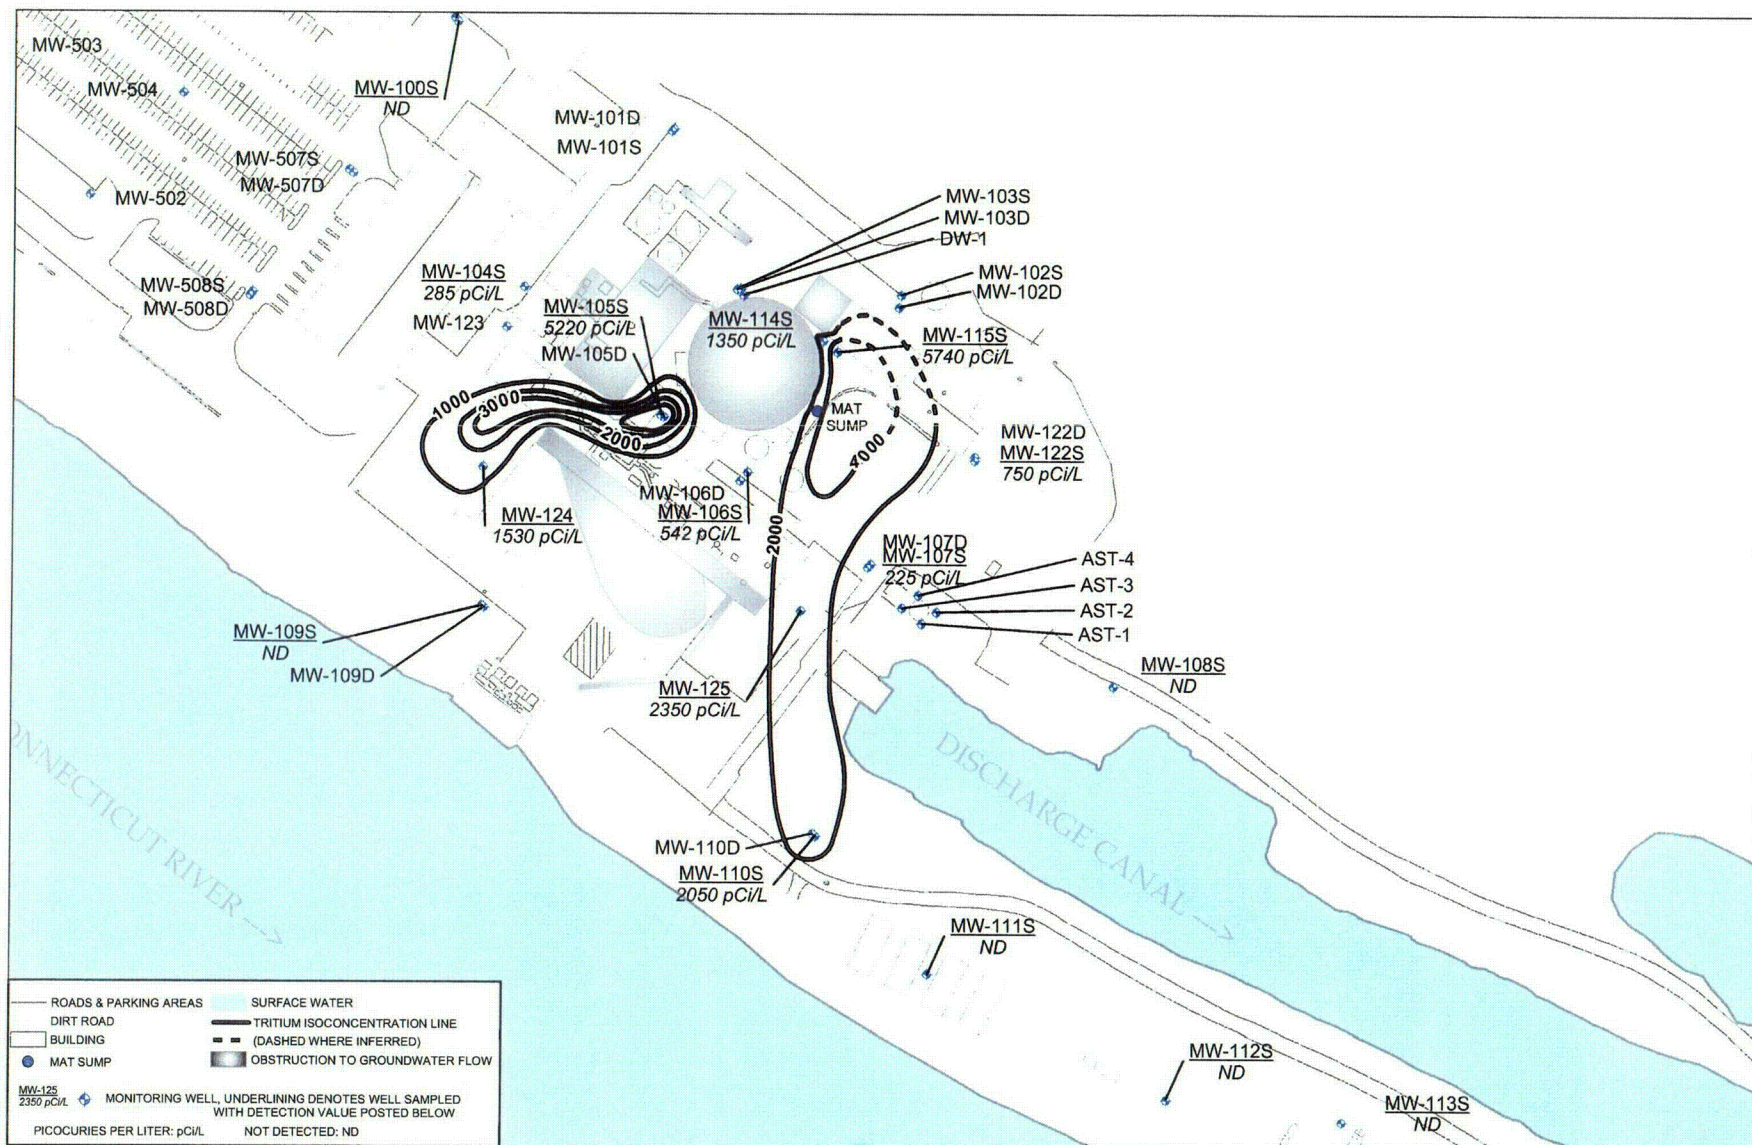 MW-503
MW-504
MW-100S
ND
MW-101D
MW-101S
MW-507S
MW-507D
MW-502
MW-103S
MW-103D
DW-1
MW-102S
MW-102D
MW-508S
MW-508D
MW-104S
285 pCi/L
MW-123
MW-105S
5220 pCi/L
MW-105D
MW-114S
1350 pCi/L
MW-115S
5740 pCi/L
1000
3000
2000
MAT
SUMP
4000
MW-122D
MW-122S
750 pCi/L
MW-124
1530 pCi/L
MW-106D
MW-106S
542 pCi/L
2000
MW-107D
MW-107S
225 pCi/L
AST-4
AST-3
AST-2
AST-1
MW-109S
ND
MW-109D
MW-125
2350 pCi/L
MW-108S
ND
ONNECTICUT RIVER --->
DISCHARGE CANAL --->
MW-110D
MW-110S
2050 pCi/L
MW-111S
ND
MW-112S
ND
MW-113S
ND
ROADS & PARKING AREAS SURFACE WATER
DIRT ROAD TRITIUM ISOCONCENTRATION LINE
BUILDING (DASHED WHERE INFERRED)
MAT SUMP OBSTRUCTION TO GROUNDWATER FLOW
MW-125
2350 pCi/L
MONITORING WELL, UNDERLINING DENOTES WELL SAMPLED
WITH DETECTION VALUE POSTED BELOW
PICOCURIES PER LITER: pCi/L NOT DETECTED: ND